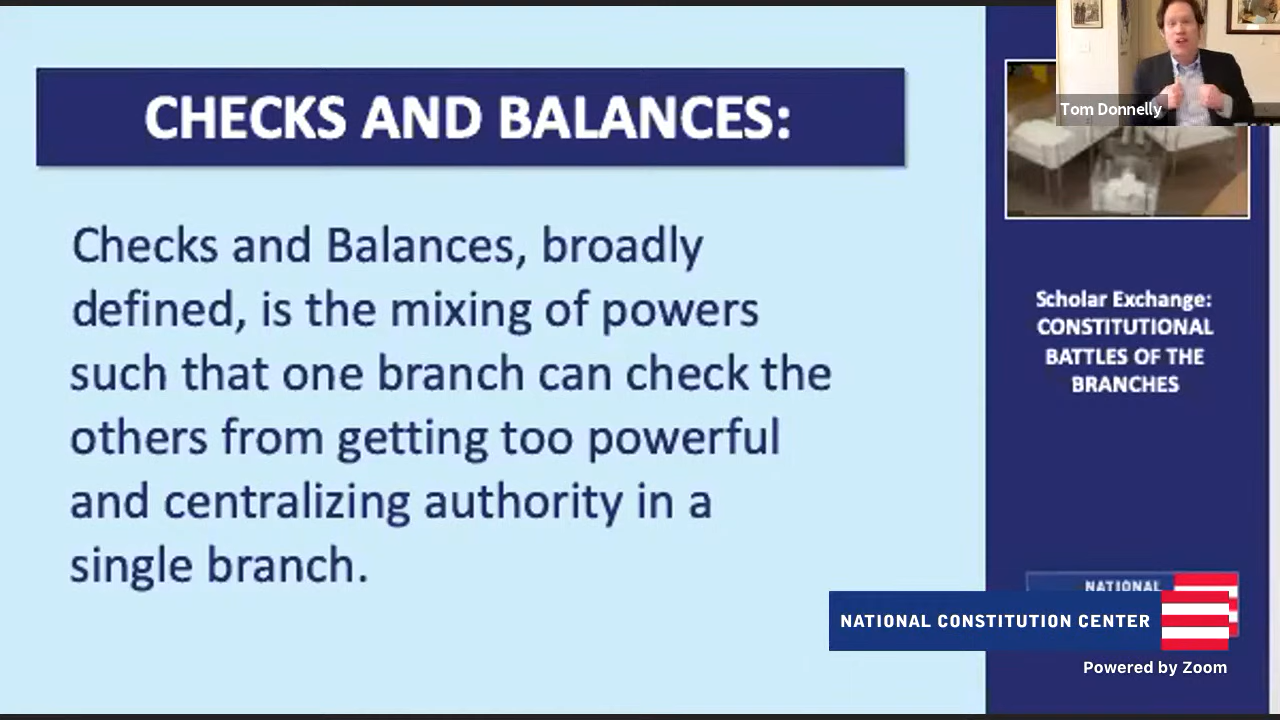 CHECKS AND BALANCES:
Checks and Balances, broadly
defined, is the mixing of powers
such that one branch can check the
others from getting too powerful
and centralizing authority in a
single branch.
Tom Donnelly
Scholar Exchange:
CONSTITUTIONAL
BATTLES OF THE
BRANCHES
NATIONAL
NATIONAL CONSTITUTION CENTER
Powered by Zoom